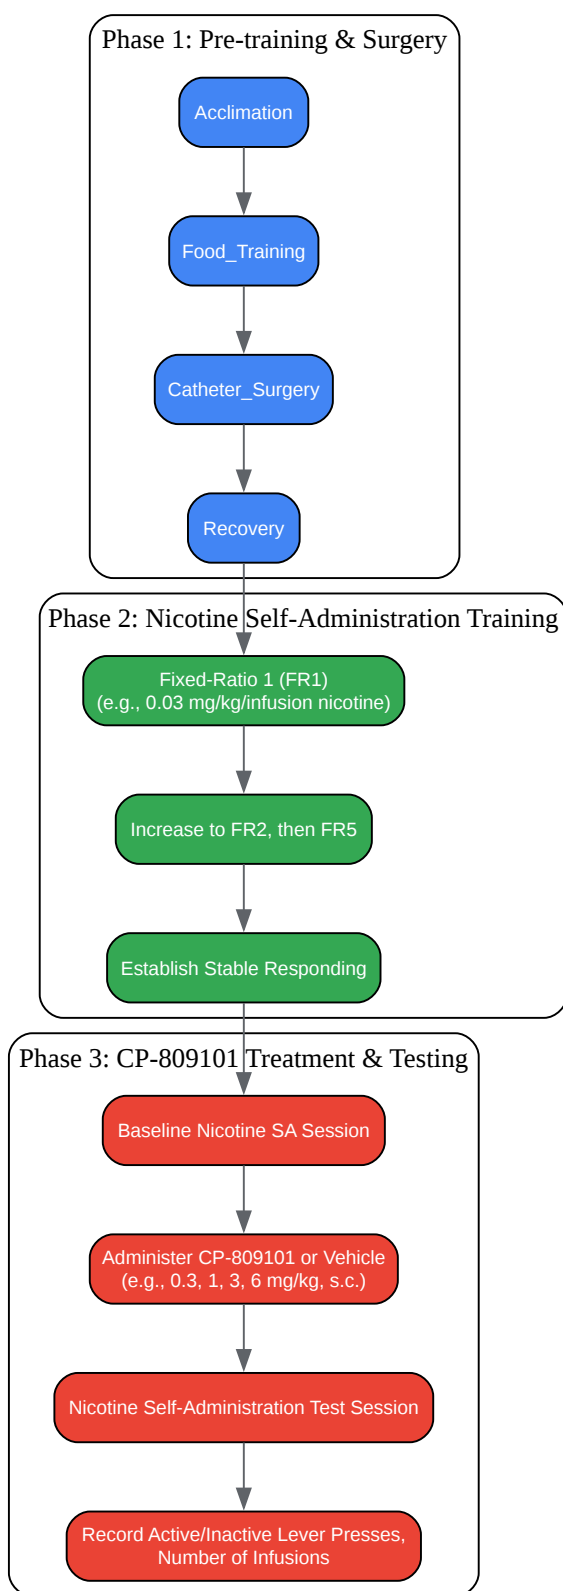 Phase 1: Pre-training & Surgery
Acclimation
Food_Training
Catheter_Surgery
Recovery
Phase 2: Nicotine Self-Administration Training
Fixed-Ratio 1 (FR1)
(e.g., 0.03 mg/kg/infusion nicotine)
Increase to FR2, then FR5
Establish Stable Responding
Phase 3: CP-809101 Treatment & Testing
Baseline Nicotine SA Session
Administer CP-809101 or Vehicle
(e.g., 0.3, 1, 3, 6 mg/kg, s.c.)
Nicotine Self-Administration Test Session
Record Active/Inactive Lever Presses,
Number of Infusions